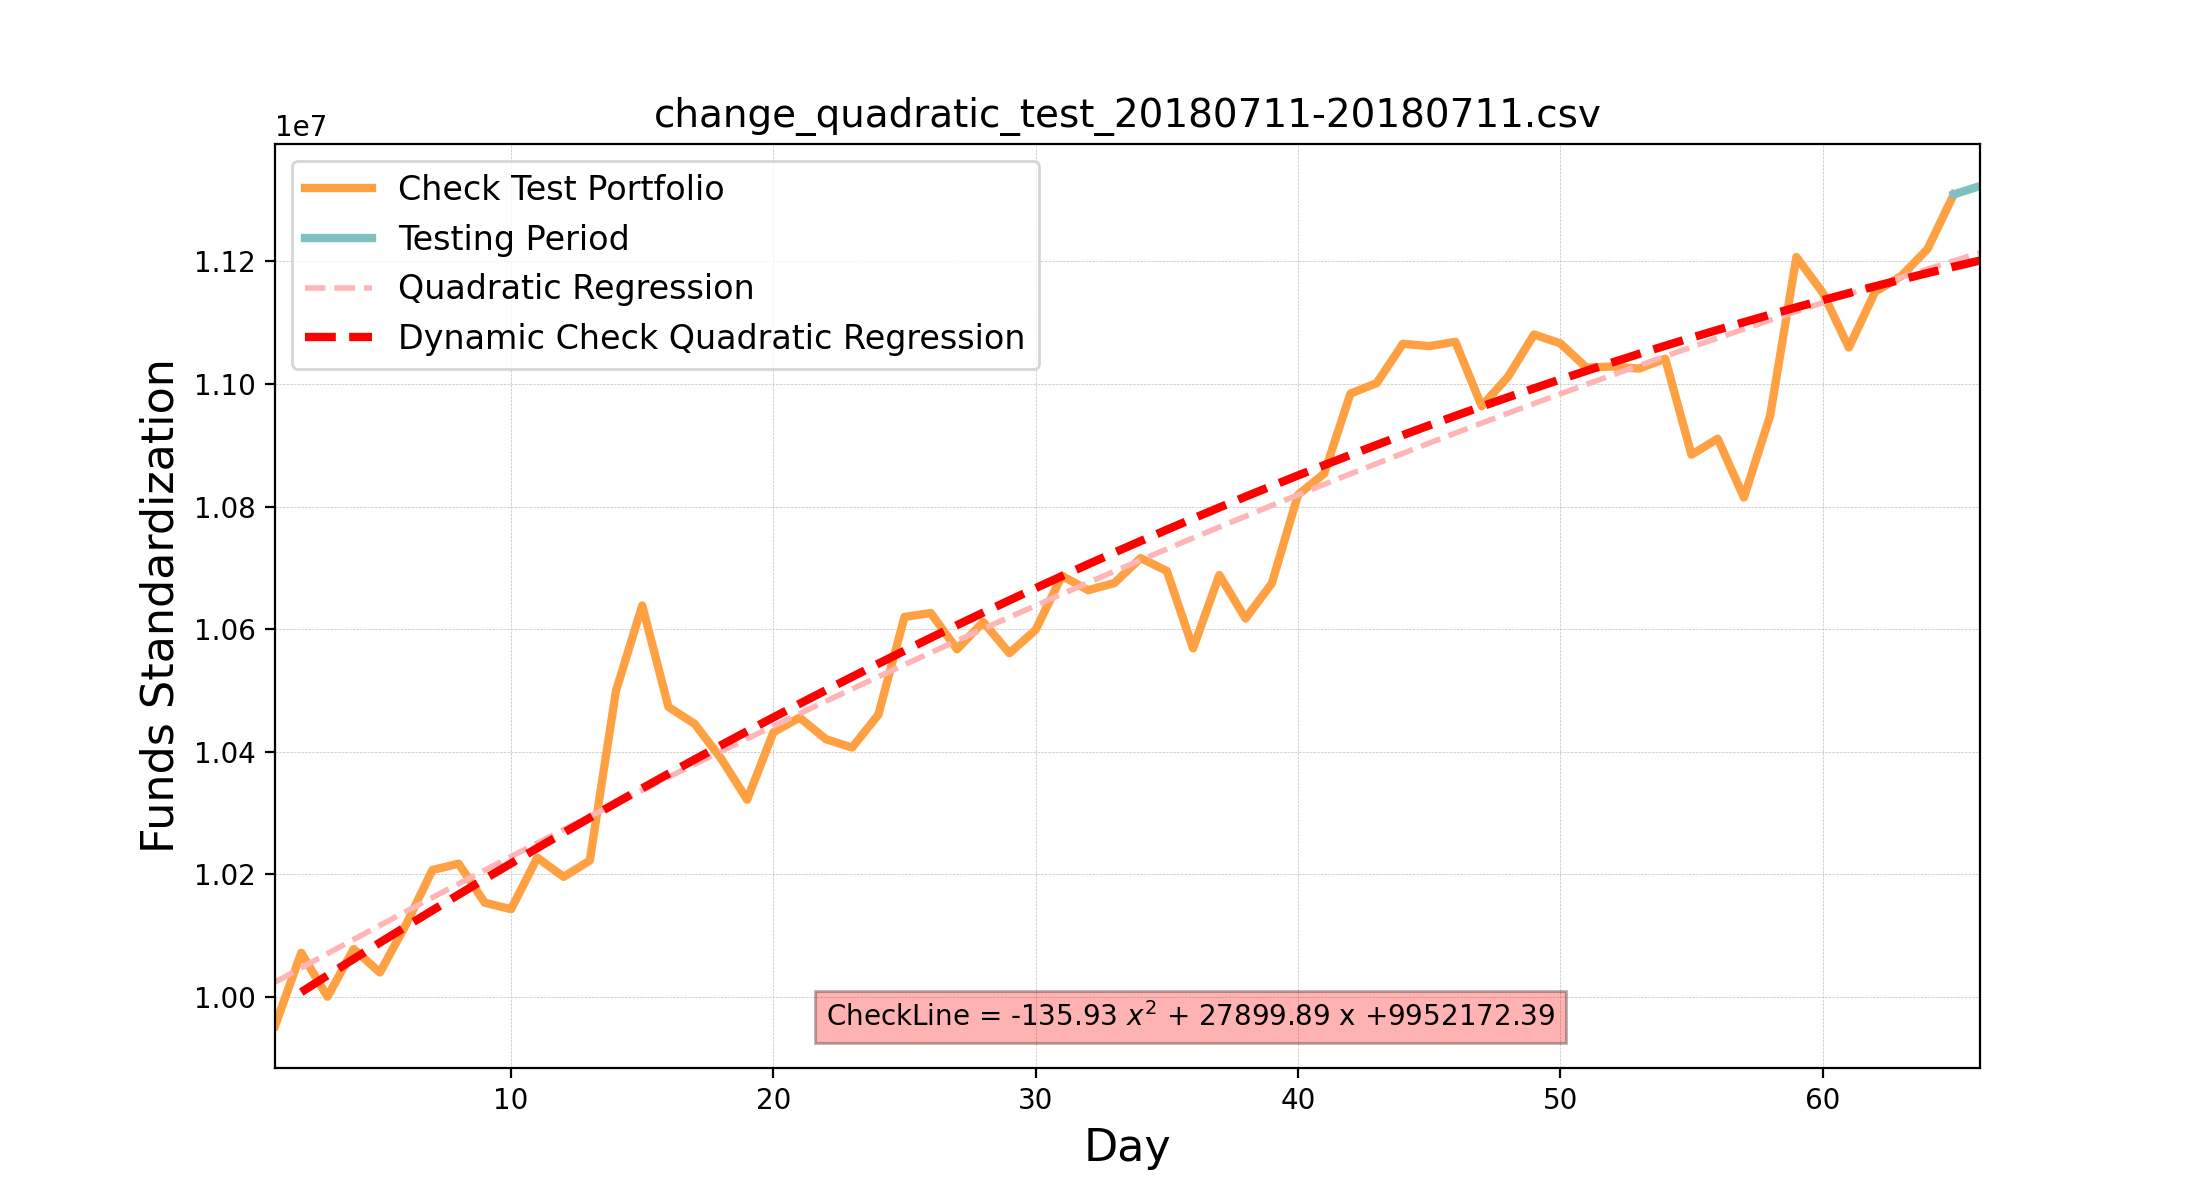 change_quadratic_test_20180711-20180711.csv
1e7
Check Test Portfolio
Testing Period
Quadratic Regression
Dynamic Check Quadratic Regression
Funds Standardization
1.12
1.10
1.08
1.06
1.04
1.02
1.00
CheckLine = -135.93 x² + 27899.89 x +9952172.39
10 20 30 40 50 60
Day